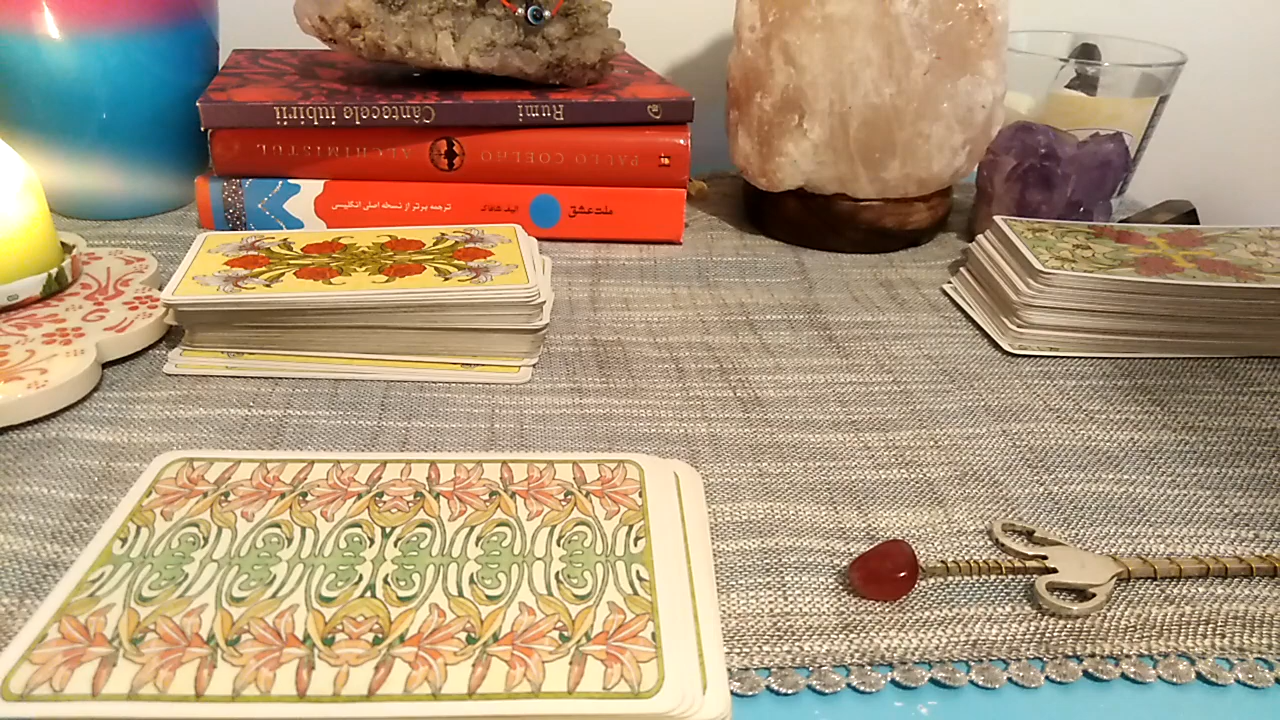 Rumi Cântecele iubirii
PAULO COELHO ALCHIMISTUL
ملت عشق الیف شافاک ترجمه برتر از نسخه اصلی انگلیسی